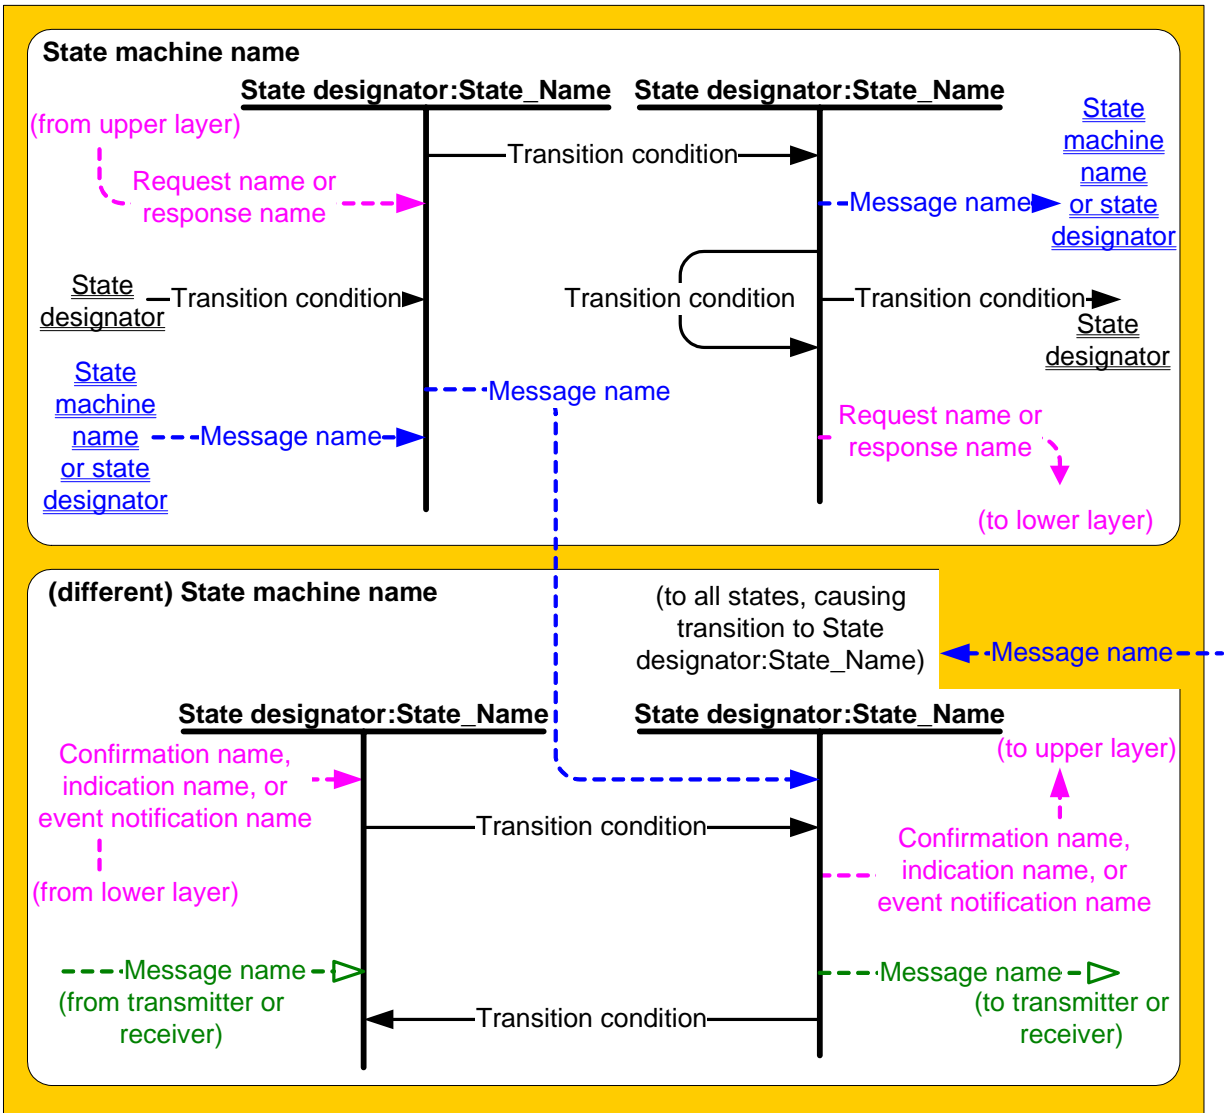 State machine name
State designator:State_Name
State designator:State_Name
(from upper layer)
Request name or
response name
Transition condition
State
machine
name
or state
designator
Message name
State
designator
Transition condition
Transition condition
Transition condition
State
designator
State
machine
name
or state
designator
Message name
Message name
Request name or
response name
(to lower layer)
(different) State machine name
(to all states, causing
transition to State
designator:State_Name)
Message name
State designator:State_Name
State designator:State_Name
Confirmation name,
indication name, or
event notification name
(from lower layer)
Transition condition
(to upper layer)
Confirmation name,
indication name, or
event notification name
Message name
(from transmitter or
receiver)
Transition condition
Message name
(to transmitter or
receiver)